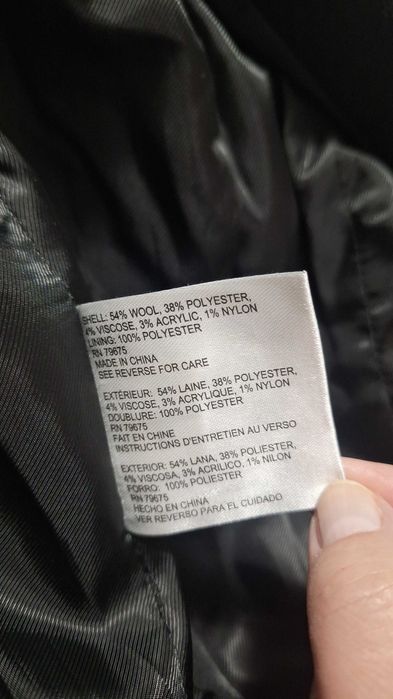 SHELL: 54% WOOL, 38% POLYESTER,
4% VISCOSE, 3% ACRYLIC, 1% NYLON
LINING: 100% POLYESTER
RN 79675
MADE IN CHINA
SEE REVERSE FOR CARE
EXTÉRIEUR: 54% LAINE, 38% POLYESTER,
4% VISCOSE, 3% ACRYLIQUE, 1% NYLON
DOUBLURE: 100% POLYESTER
RN 79675
FAIT EN CHINE
INSTRUCTIONS D'ENTRETIEN AU VERSO
EXTERIOR: 54% LANA, 38% POLIESTER,
4% VISCOSA, 3% ACRILICO. 1% NILON
FORRO: 100% POLIESTER
RN 79675
HECHO EN CHINA
VER REVERSO PARA EL CUIDADO